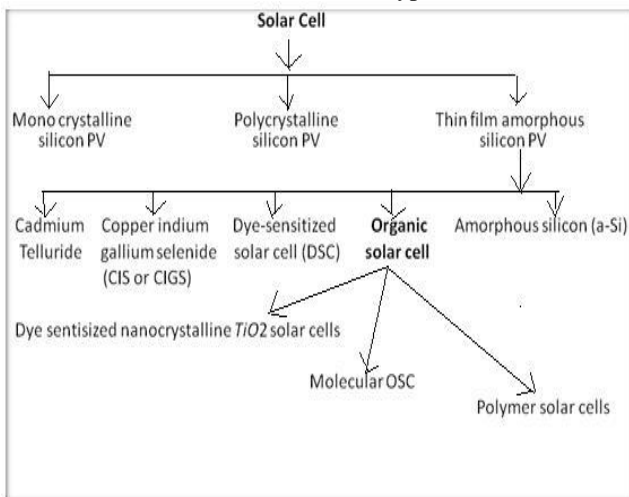 Solar Cell
Mono crystalline
silicon PV
Polycrystalline
silicon PV
Thin film amorphous
silicon PV
Cadmium
Telluride
Copper indium
gallium selenide
(CIS or CIGS)
Dye-sensitized
solar cell (DSC)
Organic
solar cell
Amorphous silicon (a-Si)
Dye sentisized nanocrystalline TiO2 solar cells
Molecular OSC
Polymer solar cells